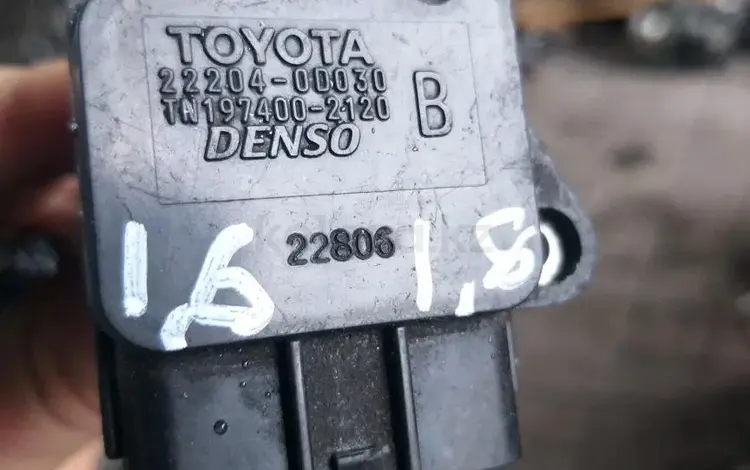 TOYOTA
22204-0D030
TN197400-2120
DENSO
B
22806
1,6
1,8